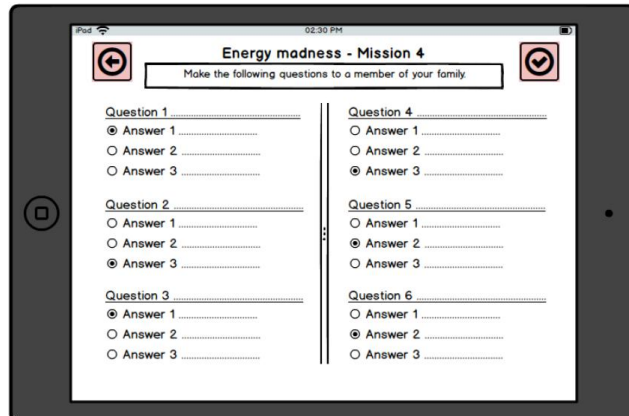 iPad 02:30 PM
Energy madness - Mission 4
Make the following questions to a member of your family.
Question 1 ..........................................
Answer 1 ..........................
Answer 2 ..........................
Answer 3 ..........................
Question 2 ..........................................
Answer 1 ..........................
Answer 2 ..........................
Answer 3 ..........................
Question 3 ..........................................
Answer 1 ..........................
Answer 2 ..........................
Answer 3 ..........................
Question 4 ..........................................
Answer 1 ..........................
Answer 2 ..........................
Answer 3 ..........................
Question 5 ..........................................
Answer 1 ..........................
Answer 2 ..........................
Answer 3 ..........................
Question 6 ..........................................
Answer 1 ..........................
Answer 2 ..........................
Answer 3 ..........................